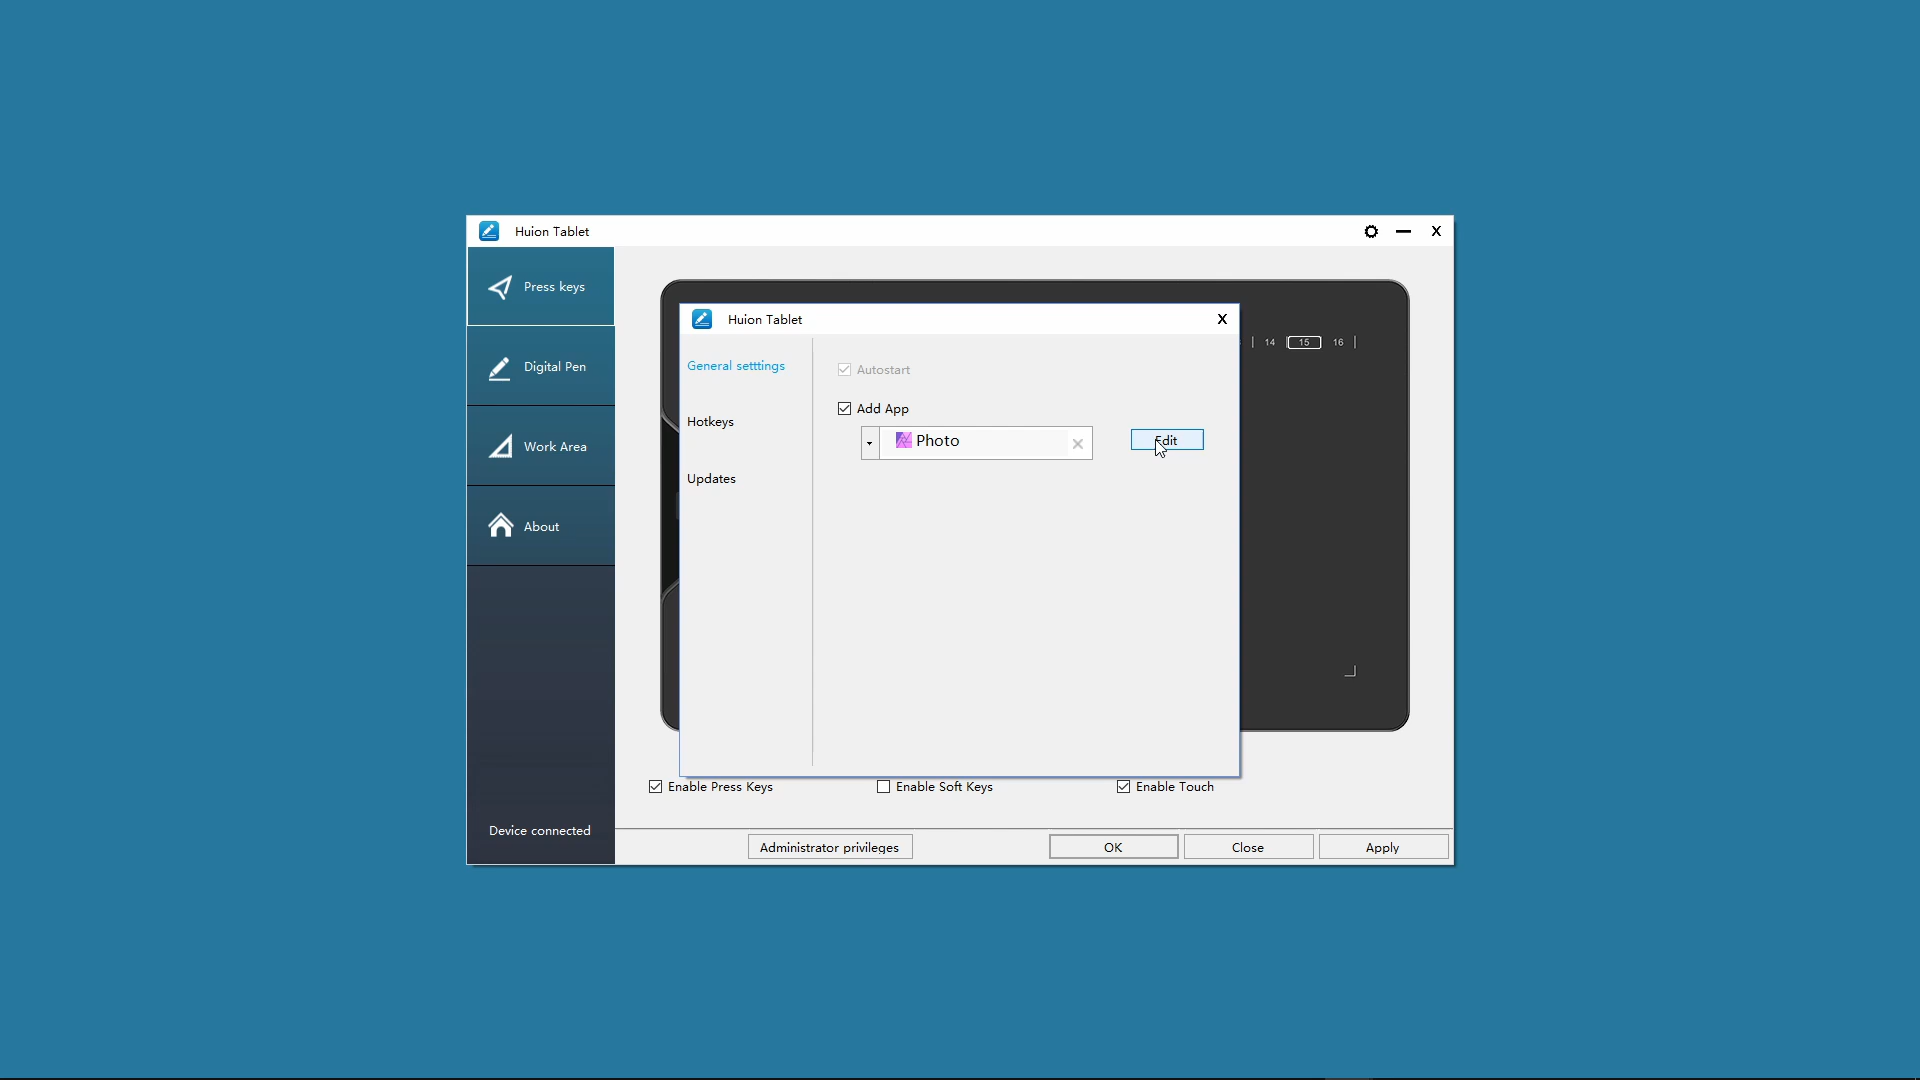 Huion Tablet
Press keys
Digital Pen
Work Area
About
Device connected
Huion Tablet
X
General setttings
Hotkeys
Updates
Autostart
Add App
Photo
Edit
14 15 16
Enable Press Keys
Enable Soft Keys
Enable Touch
Administrator privileges
OK
Close
Apply